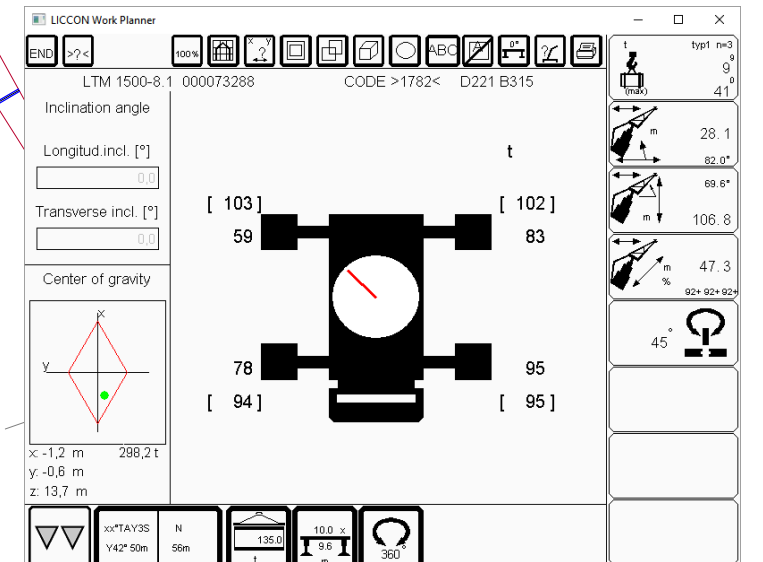 LICCON Work Planner
END >?< 100% x y ? ABC A 0° ?
LTM 1500-8.1 000073288 CODE >1782< D221 B315
t typ1 n=3
9 9
(max) 41 0
Inclination angle
Longitud.incl. [°]
0,0
Transverse incl. [°]
0,0
t
m 28.1
82.0°
69.6°
m 106.8
m 47.3
% 92+ 92+ 92+
45°
[ 103 ] [ 102 ]
59 83
78 95
[ 94 ] [ 95 ]
Center of gravity
x
y
x: -1,2 m 298,2 t
y: -0,6 m
z: 13,7 m
xx°TAY3S N
Y42° 50m 56m
135.0
t
10.0 x
9.6
m
360°